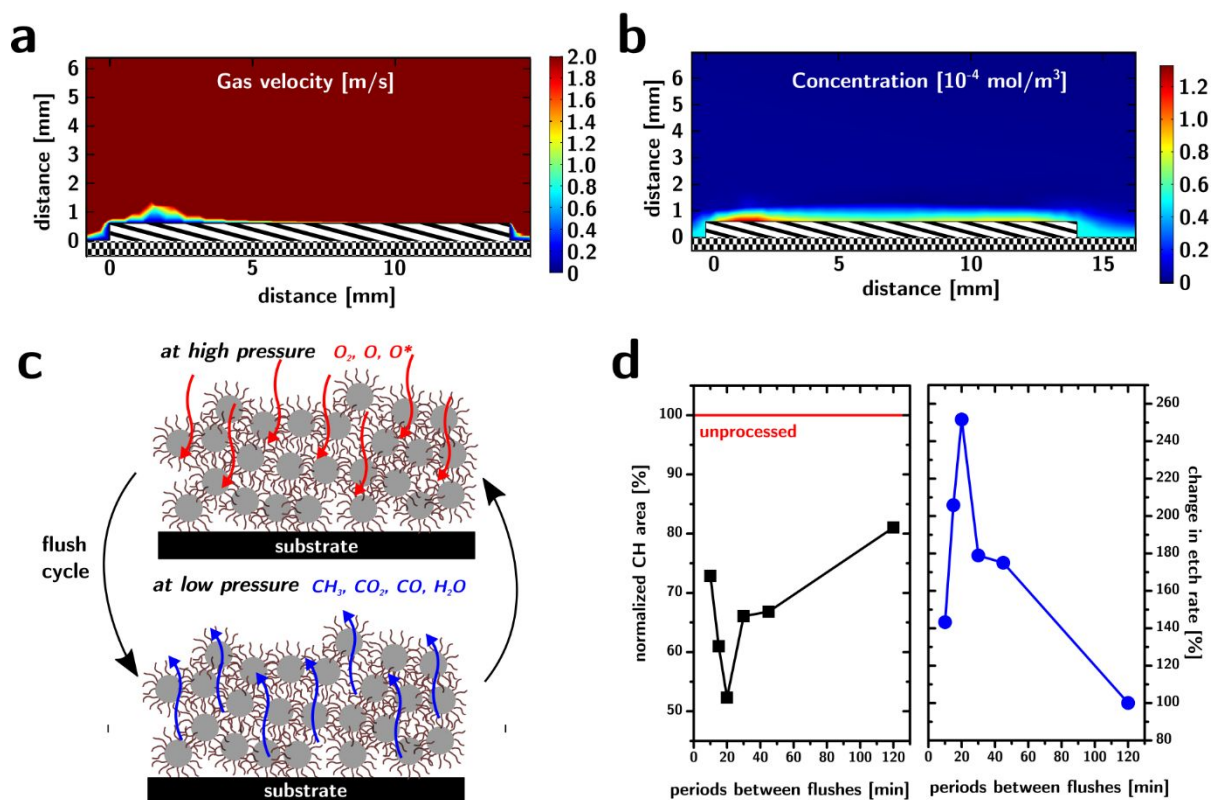 a
Gas velocity [m/s]
6
5
4
3
2
1
0
distance [mm]
0
5
10
distance [mm]
2.0
1.8
1.6
1.4
1.2
1.0
0.8
0.6
0.4
0.2
0
b
Concentration [10⁻⁴ mol/m³]
6
5
4
3
2
1
0
distance [mm]
0
5
10
15
distance [mm]
1.2
1
0.8
0.6
0.4
0.2
0
c
at high pressure O₂, O, O*
substrate
flush
cycle
at low pressure CH₃, CO₂, CO, H₂O
substrate
d
100
90
80
70
60
50
normalized CH area [%]
unprocessed
0 20 40 60 80 100 120
periods between flushes [min]
0 20 40 60 80 100 120
periods between flushes [min]
260
240
220
200
180
160
140
120
100
80
change in
etch rate
[%]